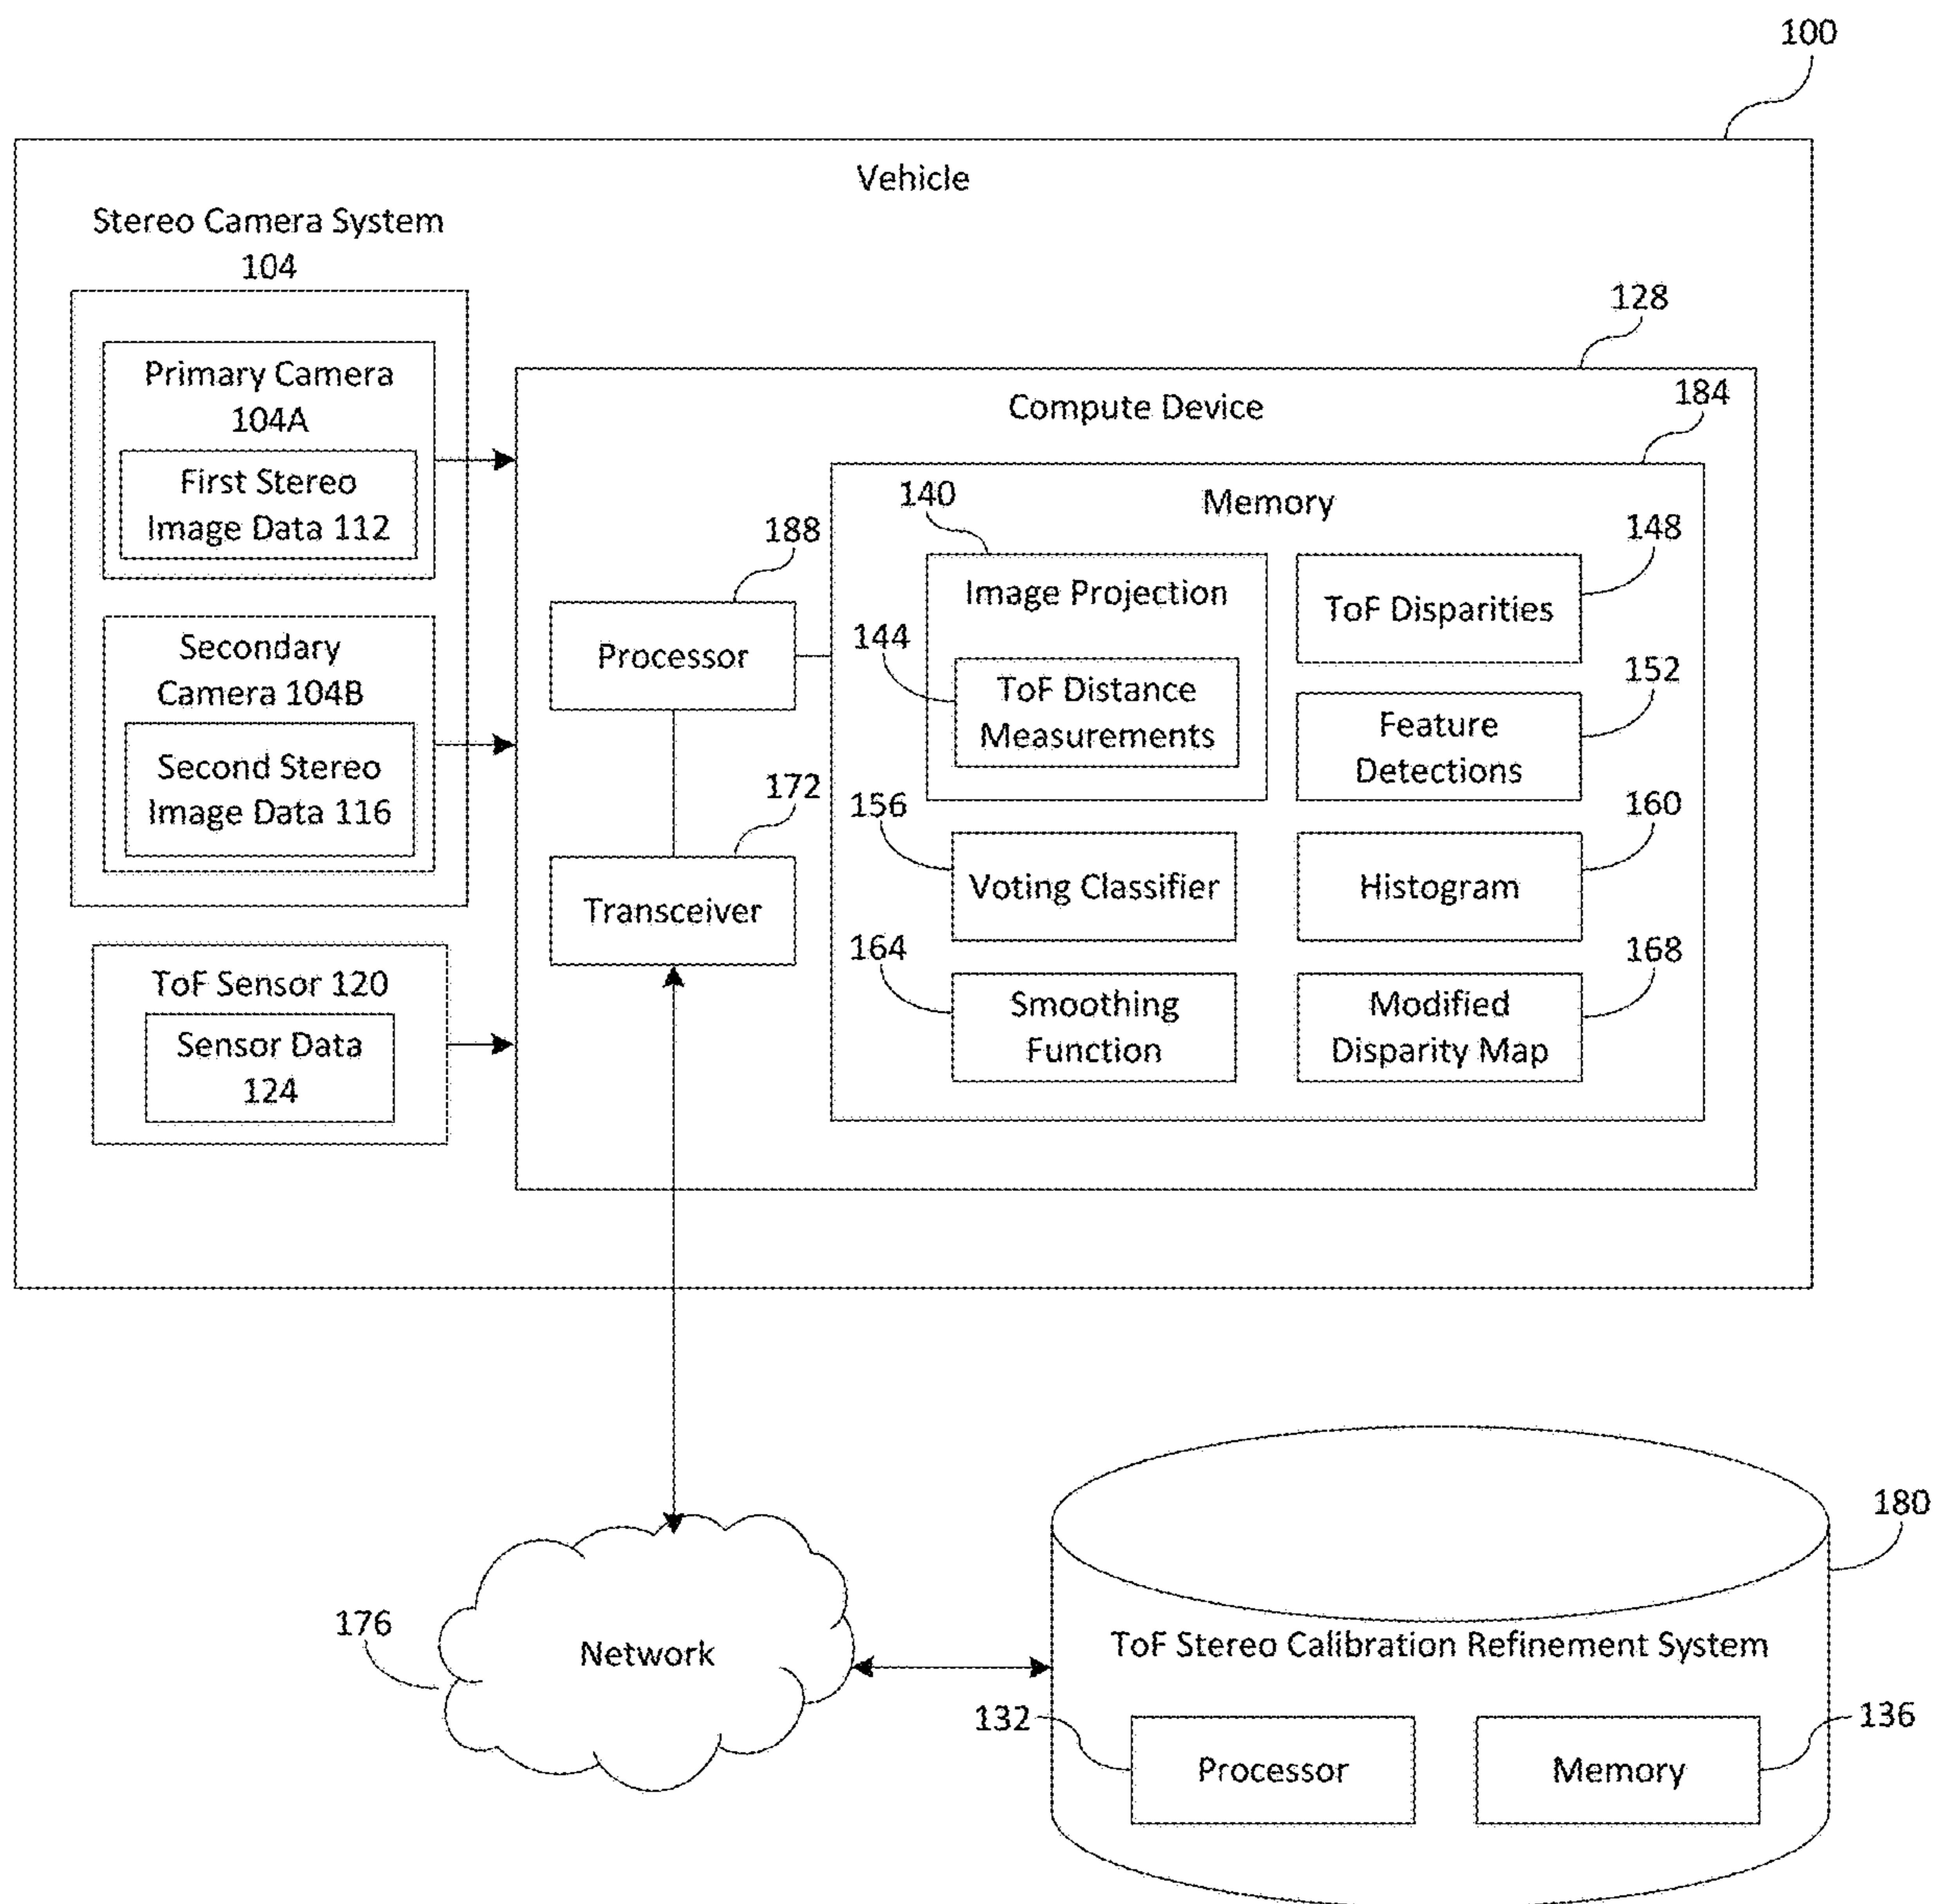 100
Vehicle
Stereo Camera System
104
128
Primary Camera
104A
First Stereo
Image Data 112
Compute Device
184
Memory
140
148
188
Image Projection
ToF Disparities
144
Processor
ToF Distance
Measurements
152
Feature
Detections
Secondary
Camera 104B
Second Stereo
Image Data 116
172
156
160
Voting Classifier
Histogram
Transceiver
164
168
ToF Sensor 120
Sensor Data
124
Smoothing
Function
Modified
Disparity Map
180
176
Network
ToF Stereo Calibration Refinement System
132
136
Processor
Memory